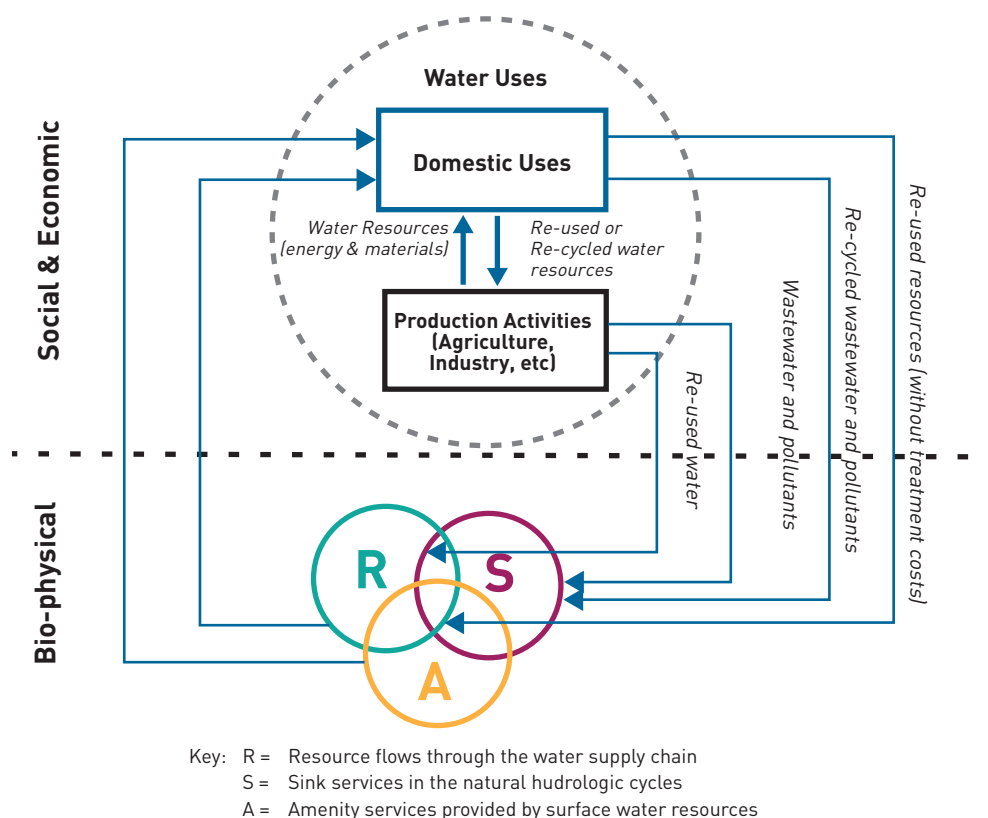 Water Uses
Domestic Uses
Water Resources
(energy & materials)
Re-used or
Re-cycled water
resources
Production Activities
(Agriculture,
Industry, etc)
Social & Economic
Bio-physical
Re-used water
Wastewater and pollutants
Re-cycled wastewater and pollutants
Re-used resources (without treatment costs)
R
S
A
Key: R = Resource flows through the water supply chain
S = Sink services in the natural hudrologic cycles
A = Amenity services provided by surface water resources